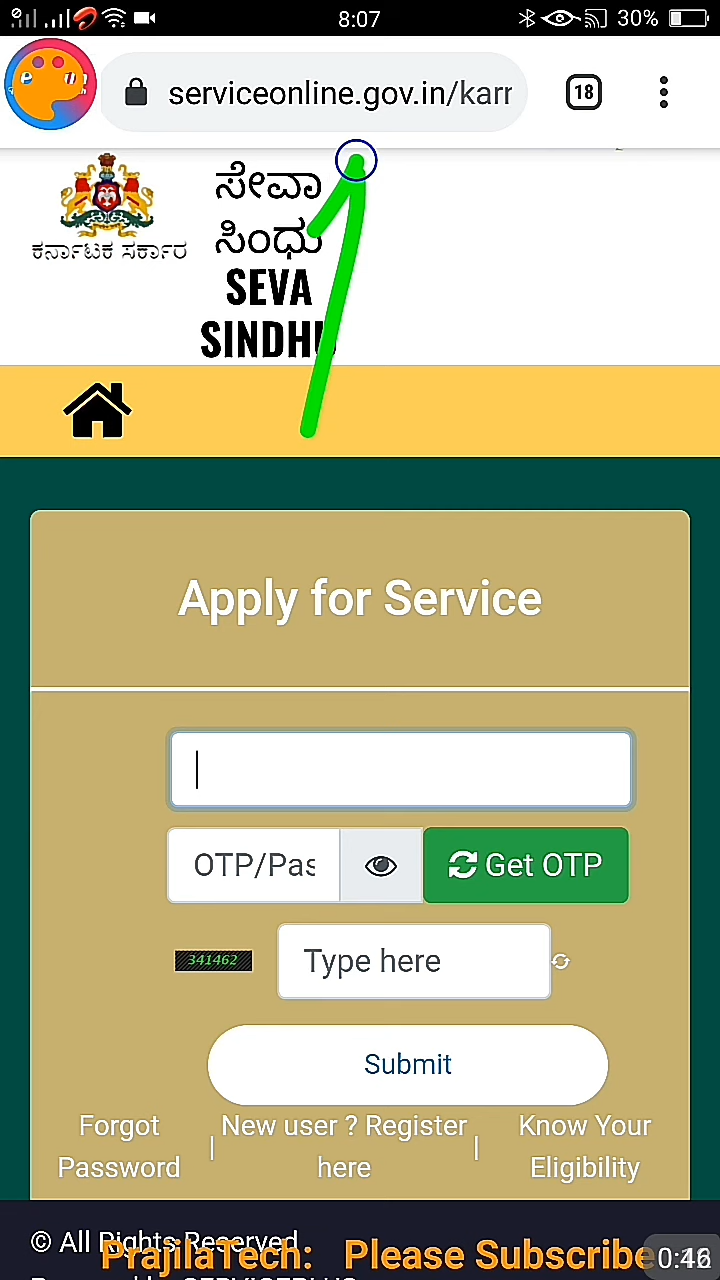 8:07
30%
serviceonline.gov.in/karr
18
ಕರ್ನಾಟಕ ಸರ್ಕಾರ
ಸೇವಾ
ಸಿಂಧು
SEVA
SINDHU
Apply for Service
OTP/Pas
Get OTP
341462
Type here
Submit
Forgot Password | New user ? Register here | Know Your Eligibility
© All Rights Reserved
PrajilaTech: Please Subscribe